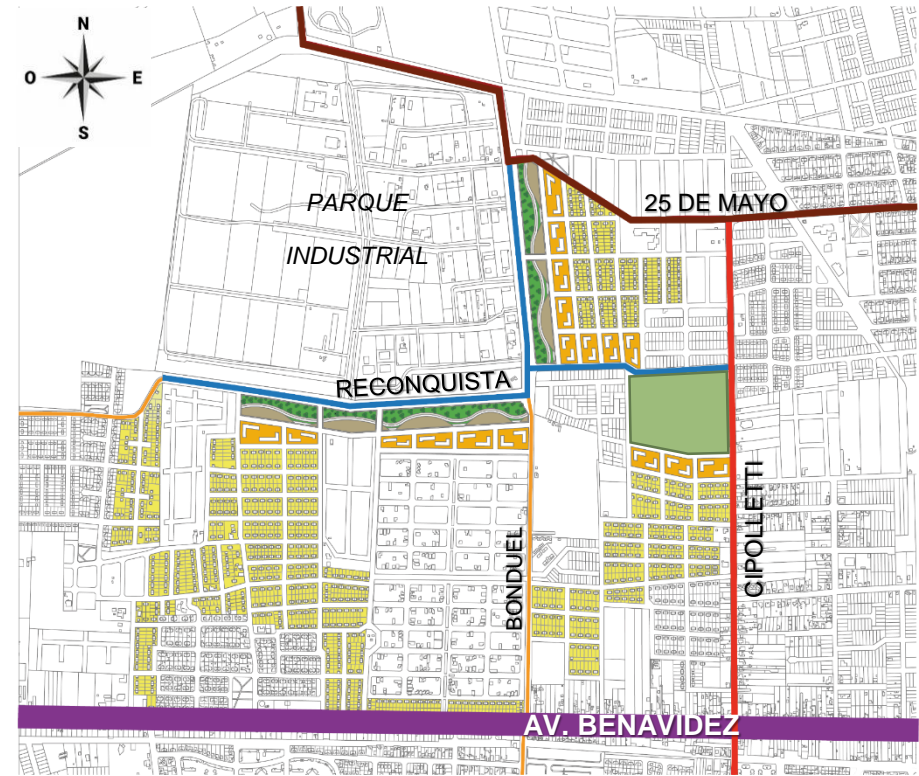 N
O E
S
PARQUE
INDUSTRIAL
25 DE MAYO
RECONQUISTA
CIPOLLETTI
BONDUEL
AV. BENAVIDEZ